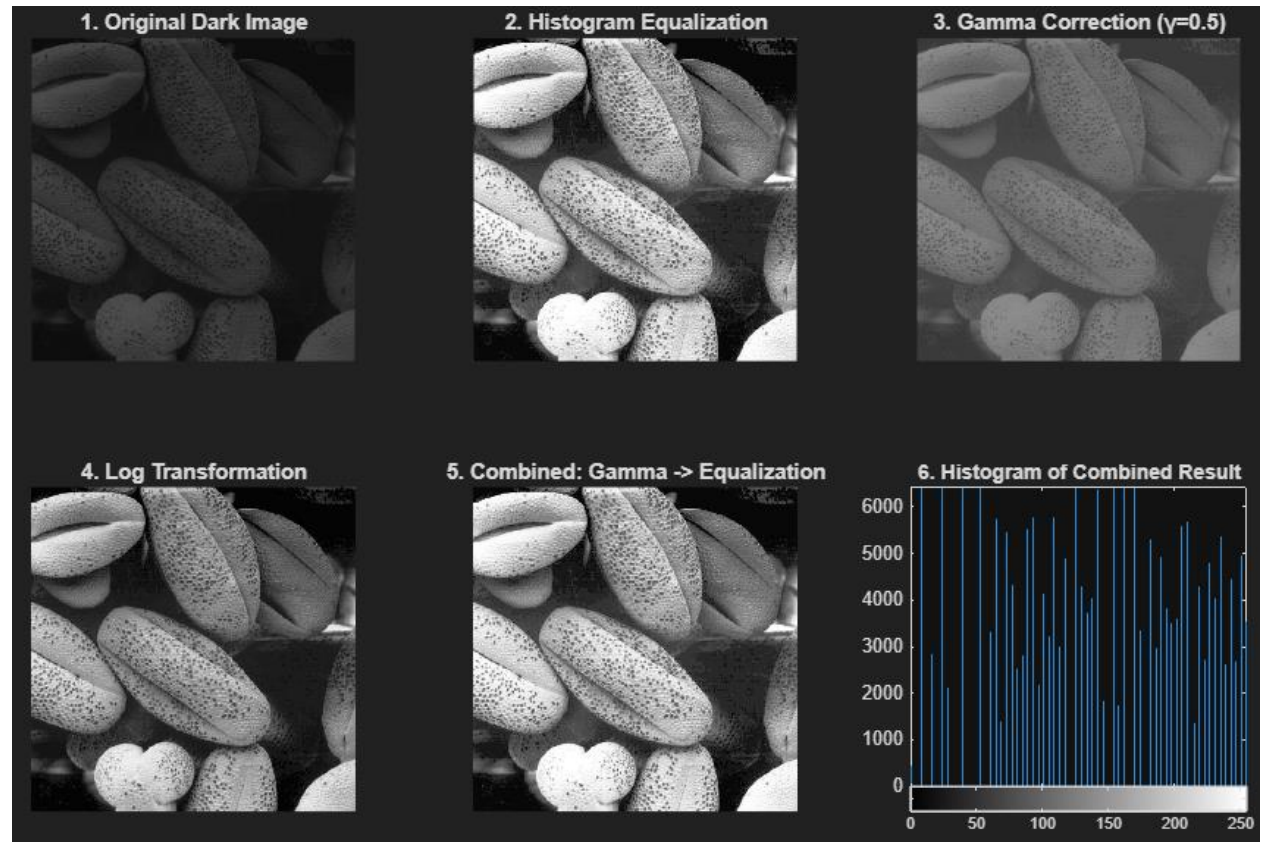 1. Original Dark Image
2. Histogram Equalization
3. Gamma Correction (γ=0.5)
4. Log Transformation
5. Combined: Gamma -> Equalization
6. Histogram of Combined Result
6000
5000
4000
3000
2000
1000
0
0 50 100 150 200 250